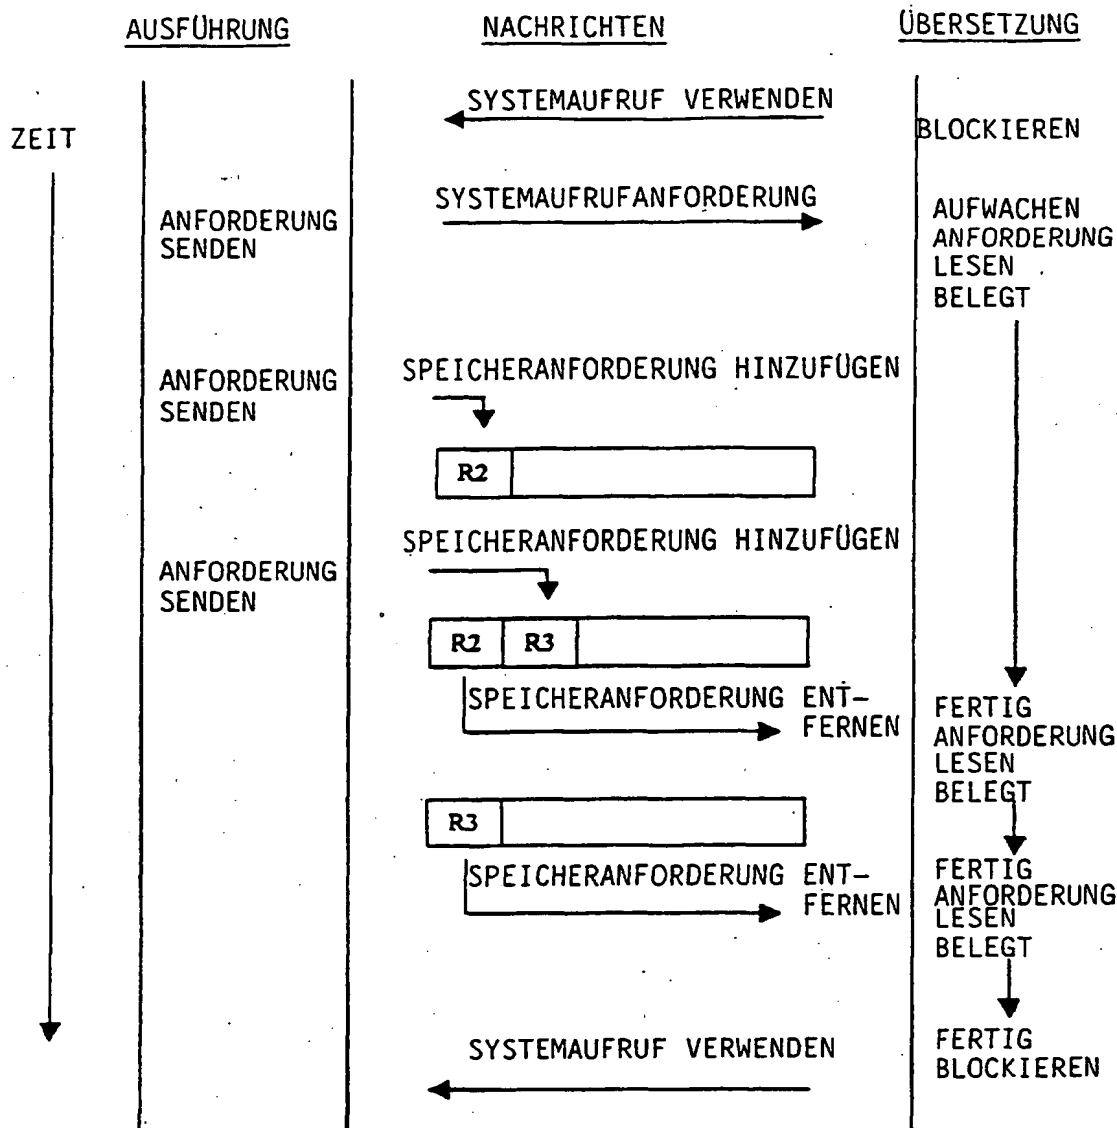 AUSFÜHRUNG
NACHRICHTEN
ÜBERSETZUNG
ZEIT
SYSTEMAUFRUF VERWENDEN
BLOCKIEREN
ANFORDERUNG
SENDEN
SYSTEMAUFRUFANFORDERUNG
AUFWACHEN
ANFORDERUNG
LESEN
BELEGT
ANFORDERUNG
SENDEN
SPEICHERANFORDERUNG HINZUFÜGEN
R2
SPEICHERANFORDERUNG HINZUFÜGEN
ANFORDERUNG
SENDEN
R2 R3
SPEICHERANFORDERUNG ENT–
FERNEN
FERTIG
ANFORDERUNG
LESEN
BELEGT
R3
SPEICHERANFORDERUNG ENT–
FERNEN
FERTIG
ANFORDERUNG
LESEN
BELEGT
SYSTEMAUFRUF VERWENDEN
FERTIG
BLOCKIEREN